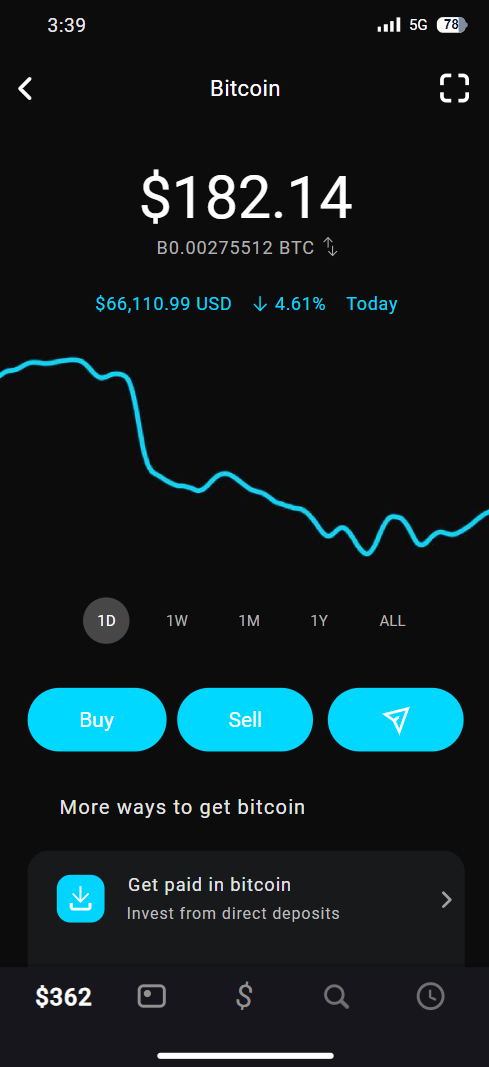 3:39 5G 78
Bitcoin
$182.14
B0.00275512 BTC
$66,110.99 USD ↓ 4.61% Today
1D 1W 1M 1Y ALL
Buy Sell
More ways to get bitcoin
Get paid in bitcoin
Invest from direct deposits
$362 $